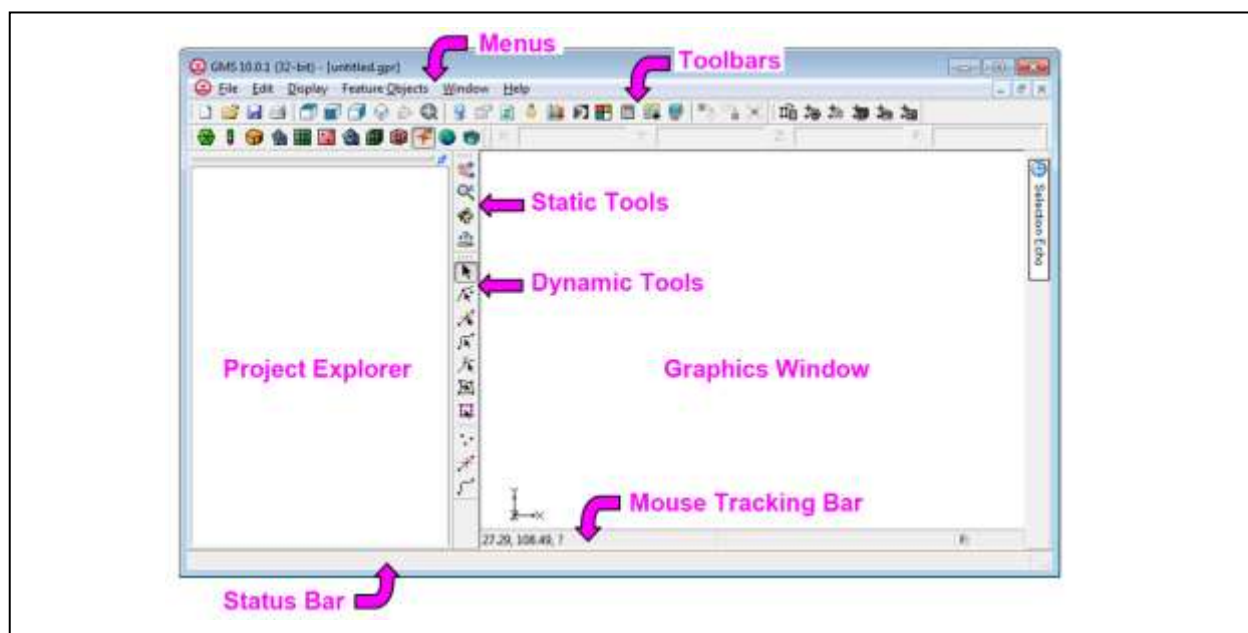 Menus
GMS 10.0.1 (32-bit) - [untitled.gpr]
Toolbars
File Edit Display Feature Objects Window Help
X: Y: Z: F:
Static Tools
Selection Echo
Dynamic Tools
Project Explorer
Graphics Window
Y
Z X
Mouse Tracking Bar
27.29, 108.49, ?
F:
Status Bar